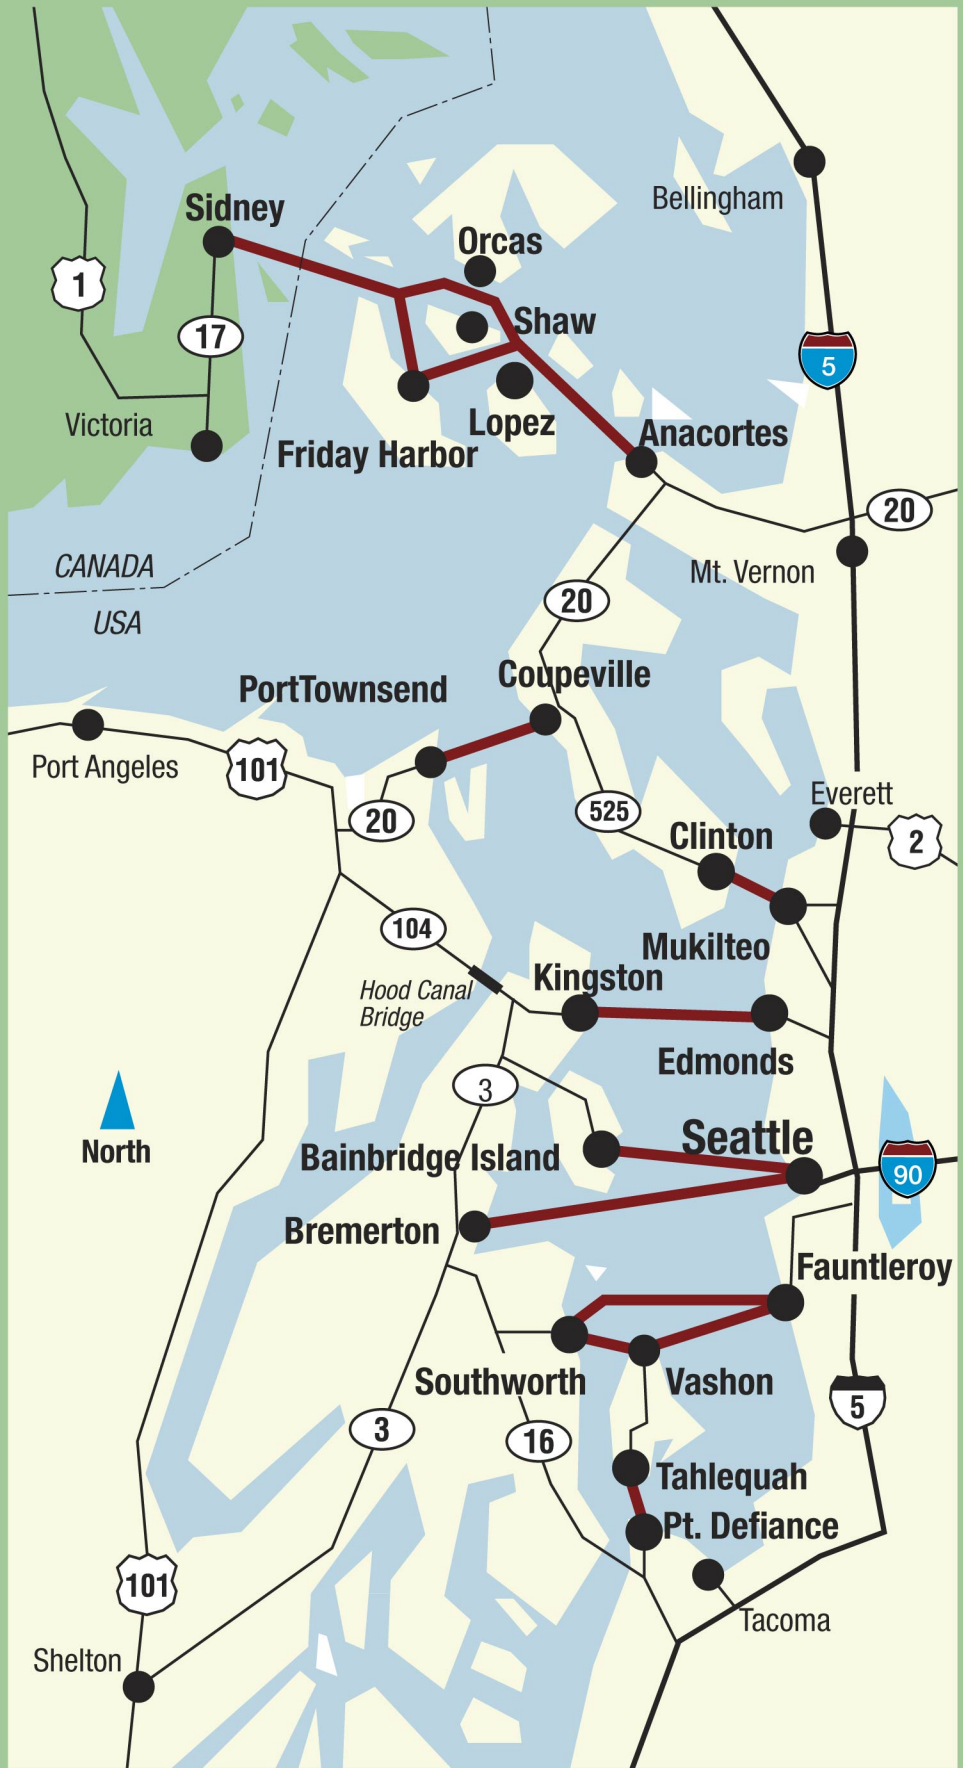 Bellingham
Sidney
Orcas
1
Shaw
17
5
Victoria
Lopez
Anacortes
Friday Harbor
20
CANADA
Mt. Vernon
20
USA
Coupeville
PortTownsend
Port Angeles
101
Everett
525
20
Clinton
2
104
Mukilteo
Kingston
Hood Canal
Bridge
Edmonds
3
North
Seattle
Bainbridge Island
90
Bremerton
Fauntleroy
Southworth
Vashon
5
3
16
Tahlequah
Pt. Defiance
101
Tacoma
Shelton